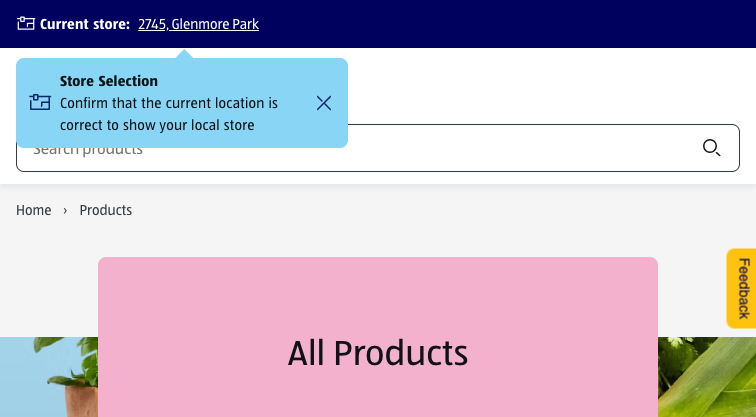 Current store: 2745, Glenmore Park
Store Selection
Confirm that the current location is
correct to show your local store
Search products
Home › Products
Feedback
All Products